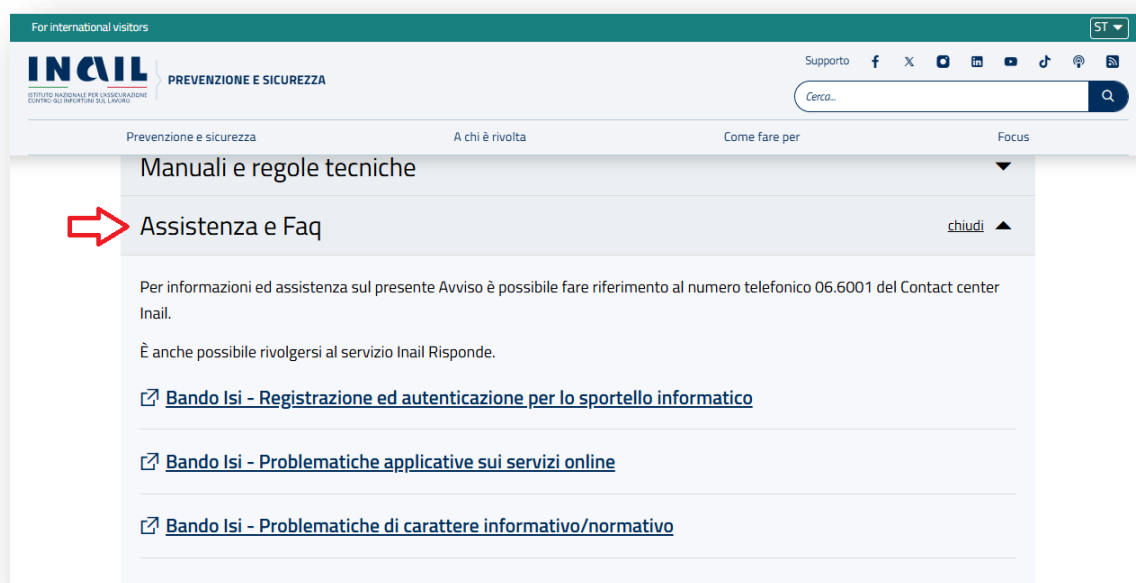 For international visitors
ST
INAIL
ISTITUTO NAZIONALE PER L'ASSICURAZIONE
CONTRO GLI INFORTUNI SUL LAVORO
PREVENZIONE E SICUREZZA
Supporto
Cerca...
Prevenzione e sicurezza
A chi è rivolta
Come fare per
Focus
Manuali e regole tecniche
Assistenza e Faq
chiudi
Per informazioni ed assistenza sul presente Avviso è possibile fare riferimento al numero telefonico 06.6001 del Contact center
Inail.
È anche possibile rivolgersi al servizio Inail Risponde.
Bando Isi - Registrazione ed autenticazione per lo sportello informatico
Bando Isi - Problematiche applicative sui servizi online
Bando Isi - Problematiche di carattere informativo/normativo